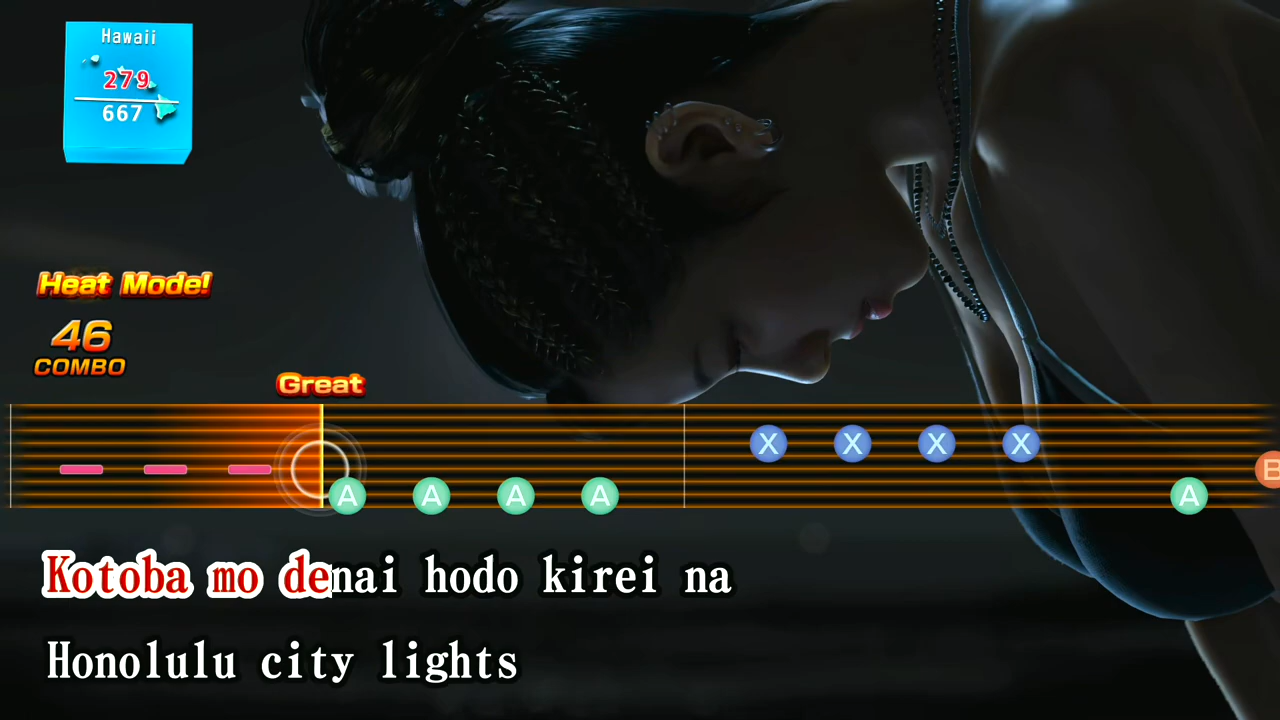 Hawaii
279
667
Heat Mode!
46
COMBO
Great
X X X X
A A A A A B
Kotoba mo denai hodo kirei na
Honolulu city lights